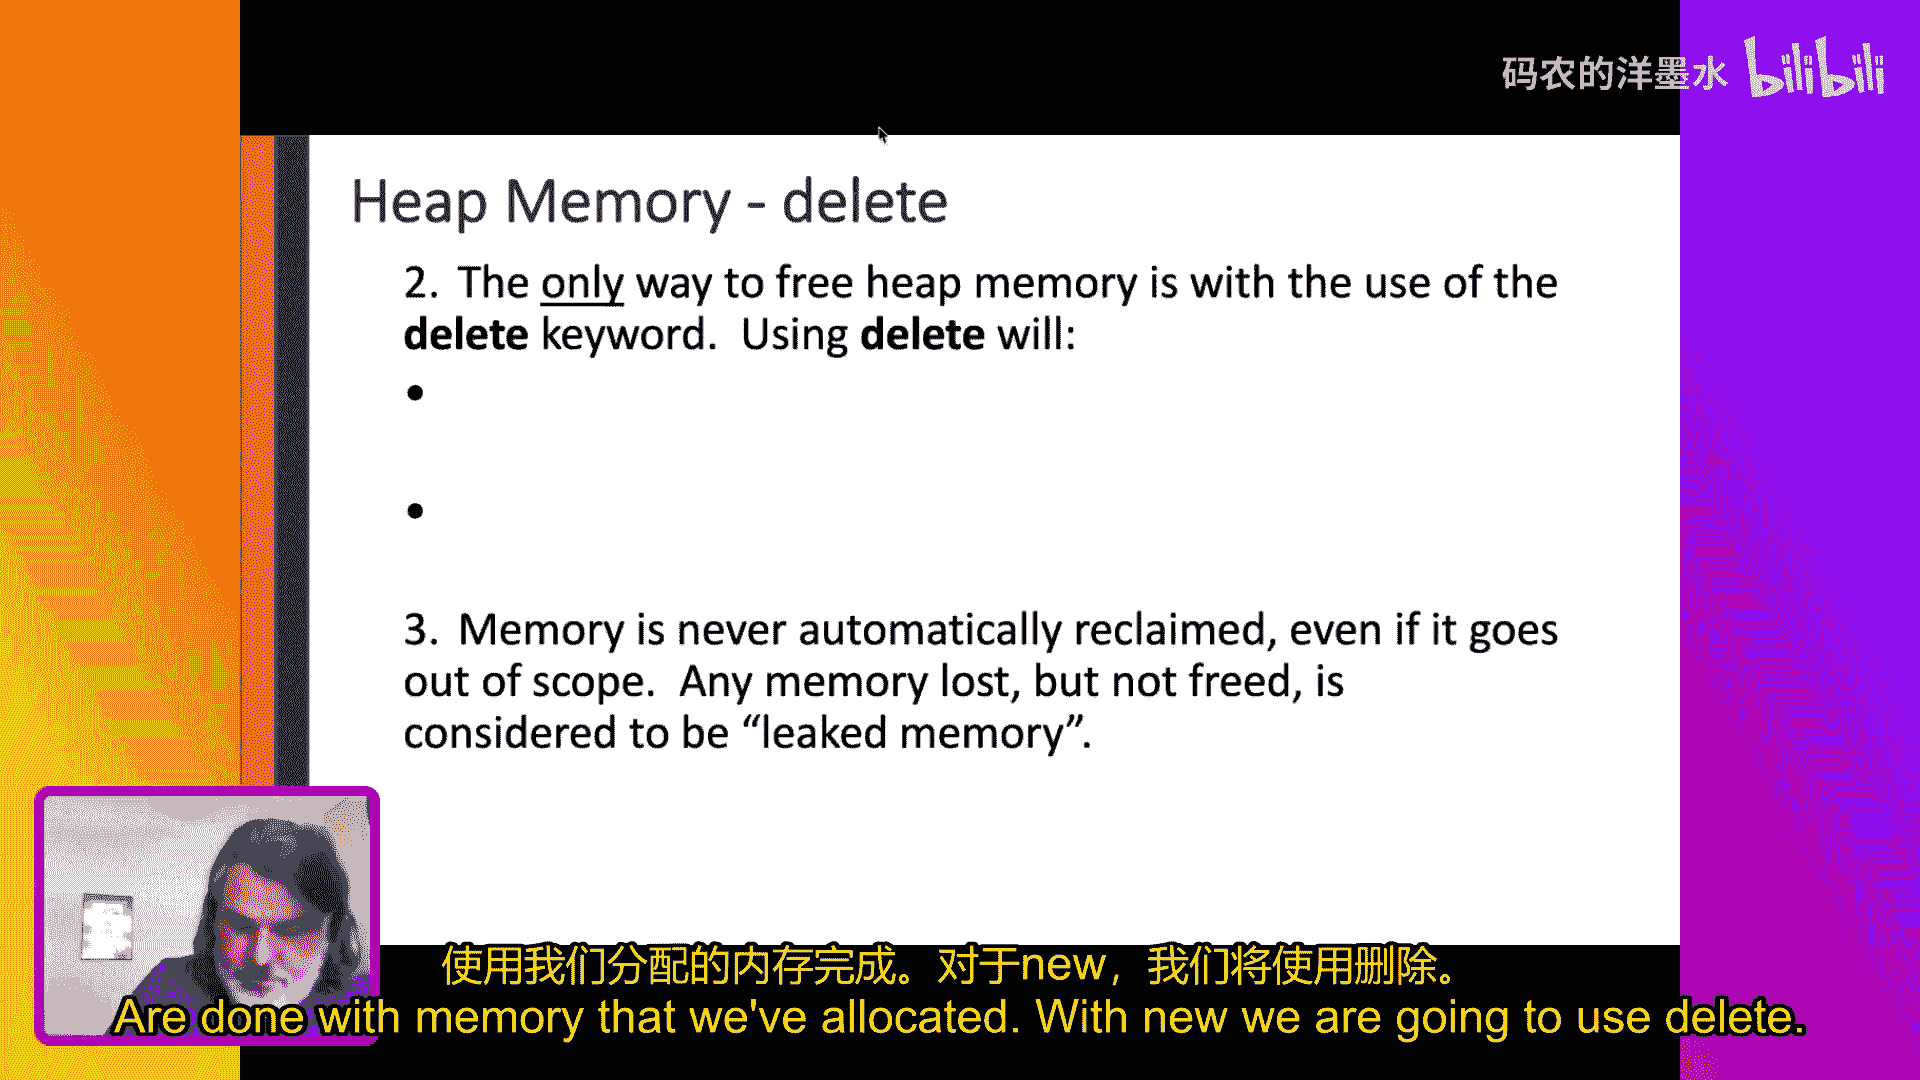 码农的洋墨水 bilibili
Heap Memory - delete
2. The only way to free heap memory is with the use of the
delete keyword. Using delete will:
•
•
3. Memory is never automatically reclaimed, even if it goes
out of scope. Any memory lost, but not freed, is
considered to be “leaked memory”.
使用我们分配的内存完成。对于new，我们将使用删除。
Are done with memory that we've allocated. With new we are going to use delete.